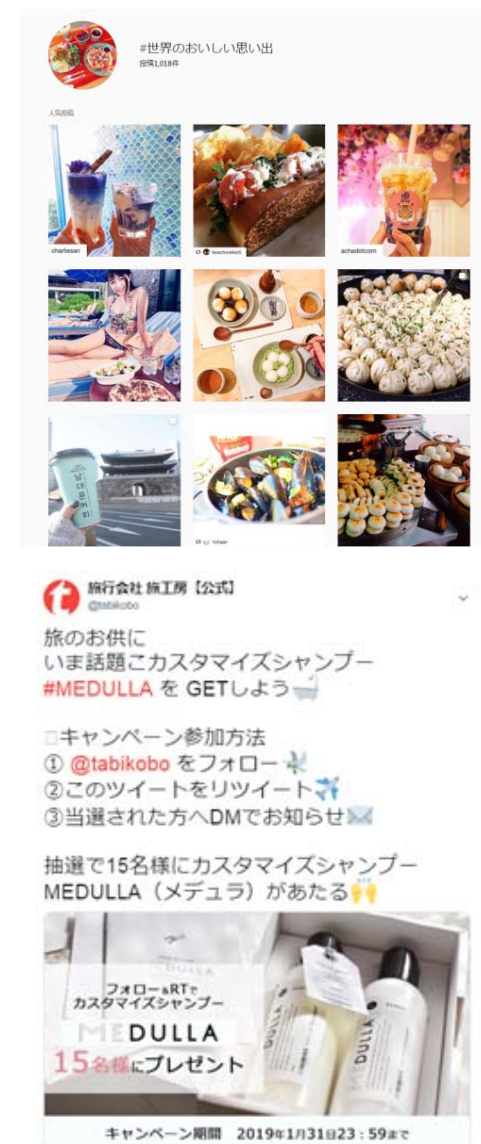 #世界のおいしい思い出
投稿1,018件
人気投稿
charliesan
achadotcom
虎
남대문커피
旅行会社 旅工房【公式】
@tabikobo
旅のお供に
いま話題こカスタマイズシャンプー
#MEDULLA を GETしよう
キャンペーン参加方法
① @tabikobo をフォロー
②このツイートをリツイート
③当選された方へDMでお知らせ
抽選で15名様にカスタマイズシャンプー
MEDULLA（メデュラ）があたる
フォロー&RTで
カスタマイズシャンプー
MEDULLA
15名様にプレゼント
MEDULLA
MEDULLA
キャンペーン期間 2019年1月31日23：59まで